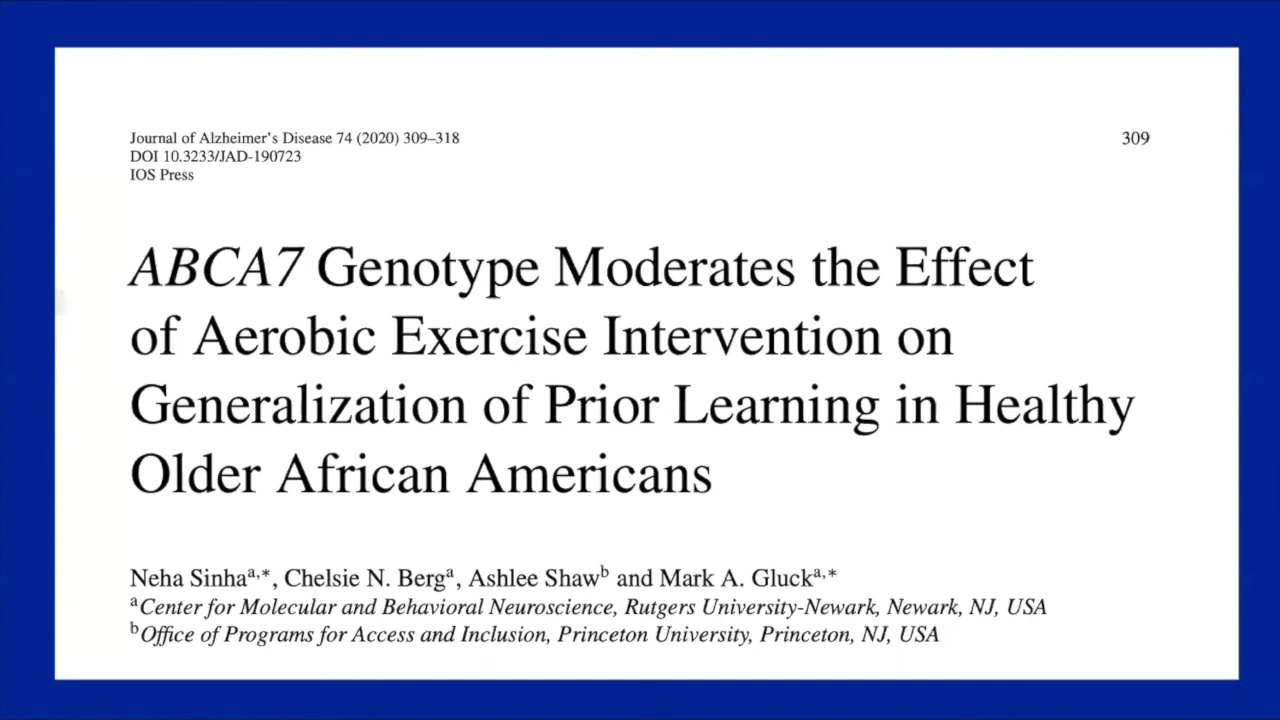 Journal of Alzheimer's Disease 74 (2020) 309–318
309
DOI 10.3233/JAD-190723
IOS Press
ABCA7 Genotype Moderates the Effect
of Aerobic Exercise Intervention on
Generalization of Prior Learning in Healthy
Older African Americans
Neha Sinhaa,*, Chelsie N. Berga, Ashlee Shawb and Mark A. Glucka,*
aCenter for Molecular and Behavioral Neuroscience, Rutgers University-Newark, Newark, NJ, USA
bOffice of Programs for Access and Inclusion, Princeton University, Princeton, NJ, USA